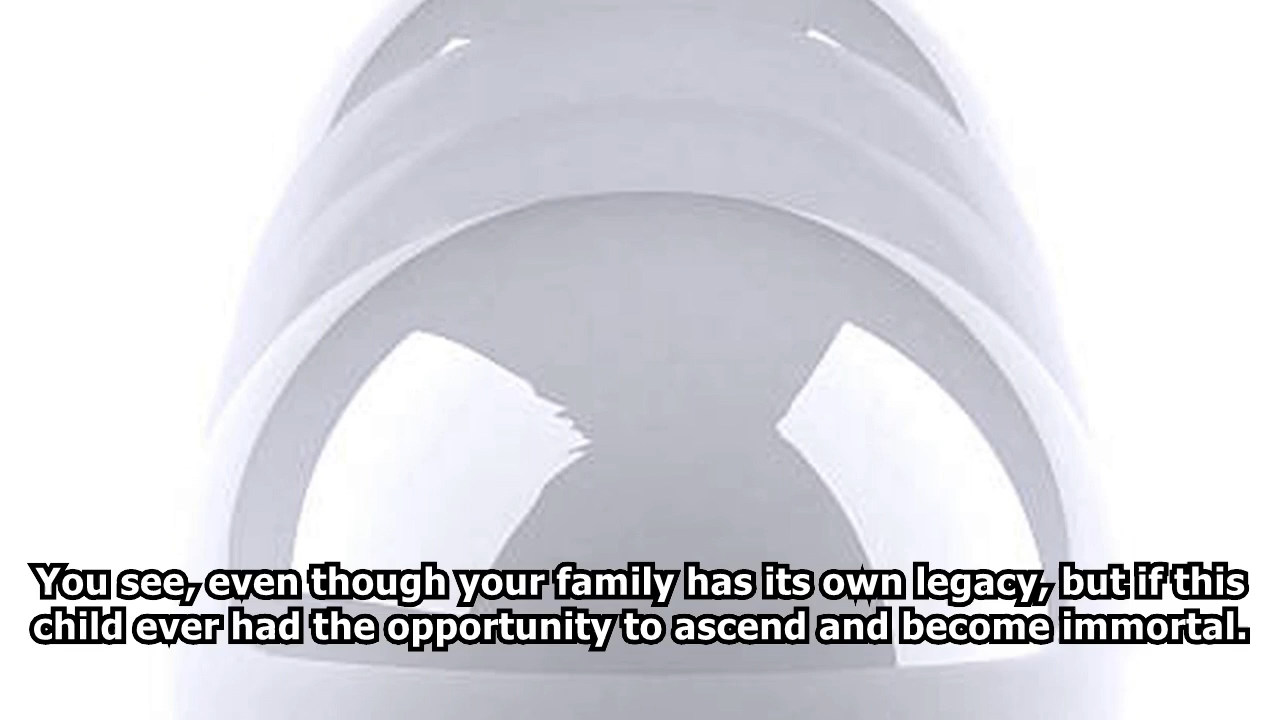 You see, even though your family has its own legacy, but if this
child ever had the opportunity to ascend and become immortal.